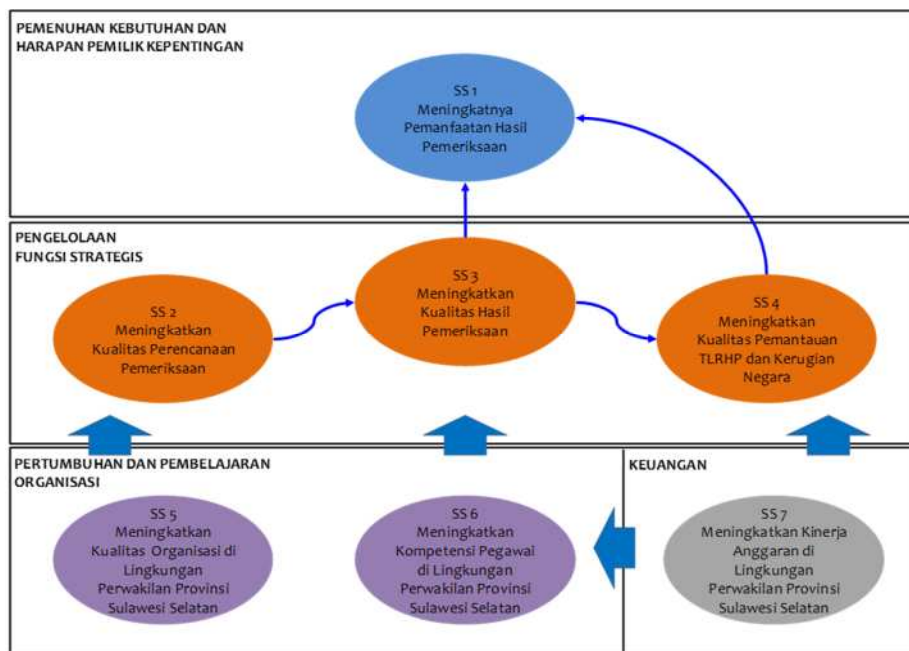 PEMENUHAN KEBUTUHAN DAN
HARAPAN PEMILIK KEPENTINGAN
SS 1
Meningkatnya
Pemanfaatan Hasil
Pemeriksaan
PENGELOLAAN
FUNGSI STRATEGIS
SS 2
Meningkatkan
Kualitas Perencanaan
Pemeriksaan
SS 3
Meningkatkan
Kualitas Hasil
Pemeriksaan
SS 4
Meningkatkan
Kualitas Pemantauan
TLRHP dan Kerugian
Negara
PERTUMBUHAN DAN PEMBELAJARAN
ORGANISASI
SS 5
Meningkatkan
Kualitas Organisasi di
Lingkungan
Perwakilan Provinsi
Sulawesi Selatan
SS 6
Meningkatkan
Kompetensi Pegawai
di Lingkungan
Perwakilan Provinsi
Sulawesi Selatan
KEUANGAN
SS 7
Meningkatkan Kinerja
Anggaran di
Lingkungan
Perwakilan Provinsi
Sulawesi Selatan